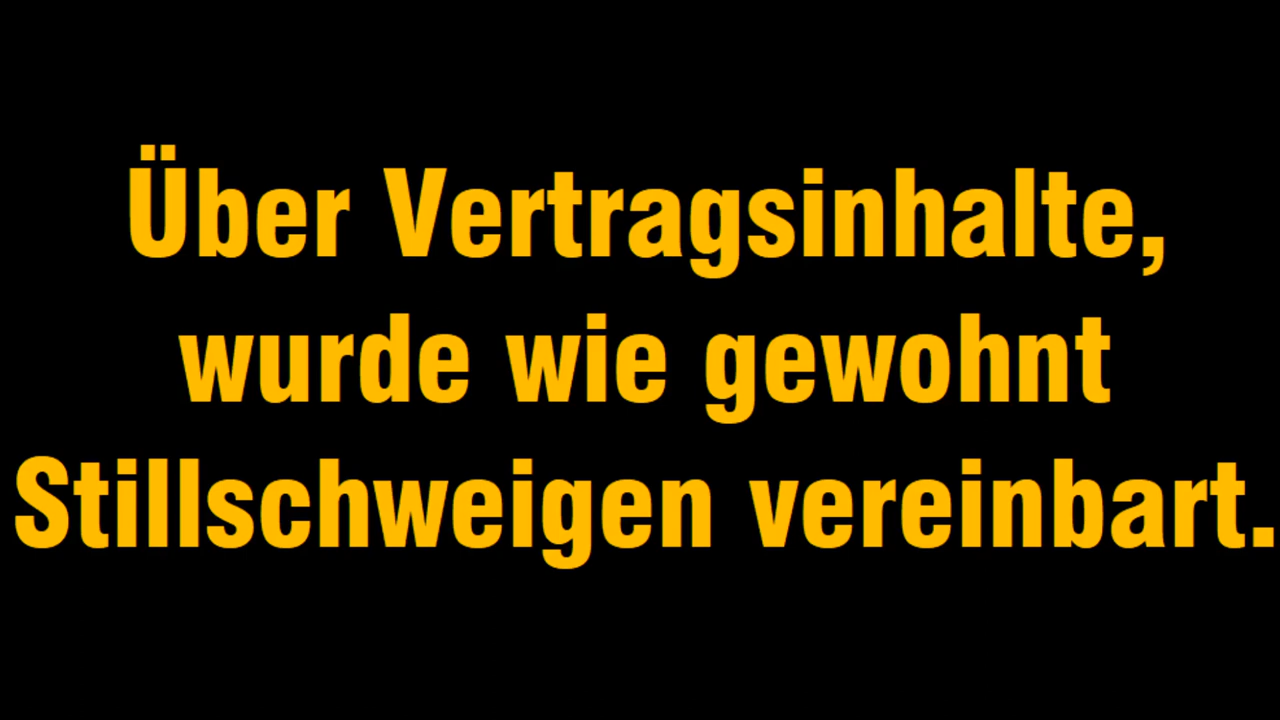 Über Vertragsinhalte,
wurde wie gewohnt
Stillschweigen vereinbart.